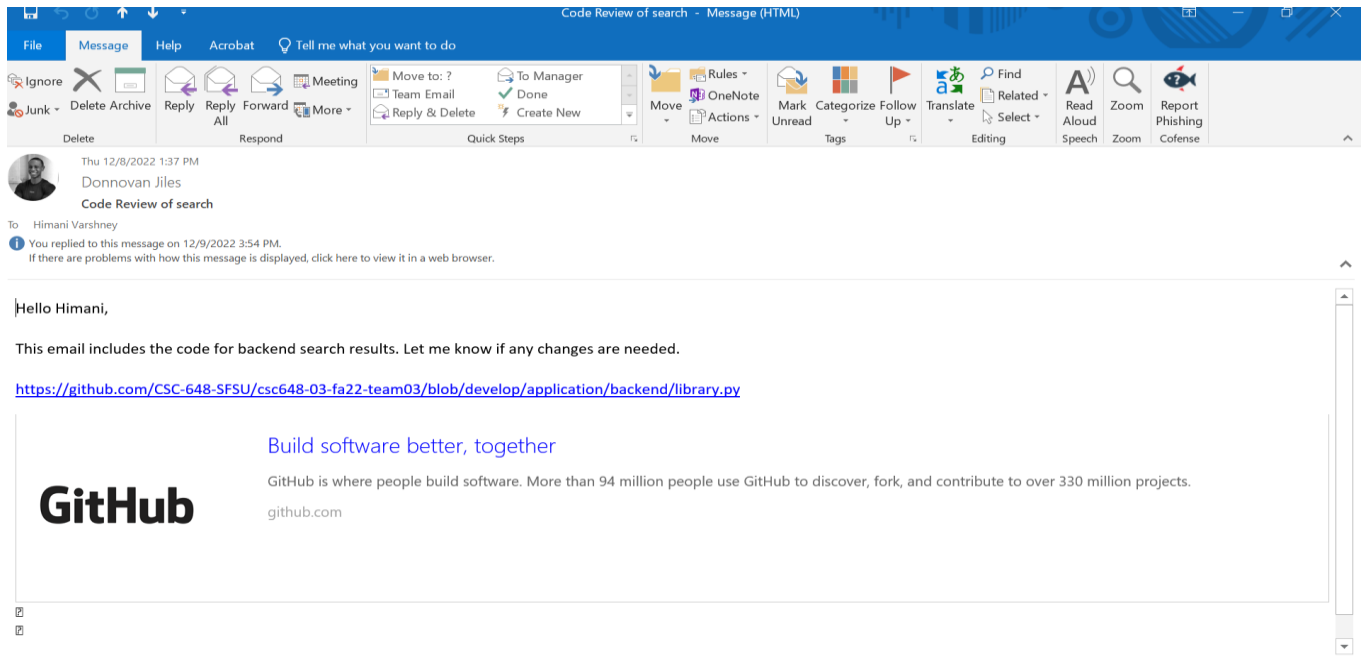 Code Review of search - Message (HTML)
File Message Help Acrobat Tell me what you want to do
Ignore
Junk
Delete
Archive
Delete
Reply
Reply All
Forward
Meeting
More
Respond
Move to: ?
Team Email
Reply & Delete
To Manager
Done
Create New
Quick Steps
Move
Rules
OneNote
Actions
Move
Mark Unread
Categorize
Follow Up
Tags
Translate
Find
Related
Select
Editing
Read Aloud
Speech
Zoom
Zoom
Report Phishing
Cofense
Thu 12/8/2022 1:37 PM
Donnovan Jiles
Code Review of search
To Himani Varshney
You replied to this message on 12/9/2022 3:54 PM.
If there are problems with how this message is displayed, click here to view it in a web browser.
Hello Himani,
This email includes the code for backend search results. Let me know if any changes are needed.
https://github.com/CSC-648-SFSU/csc648-03-fa22-team03/blob/develop/application/backend/library.py
Build software better, together
GitHub
GitHub is where people build software. More than 94 million people use GitHub to discover, fork, and contribute to over 330 million projects.
github.com